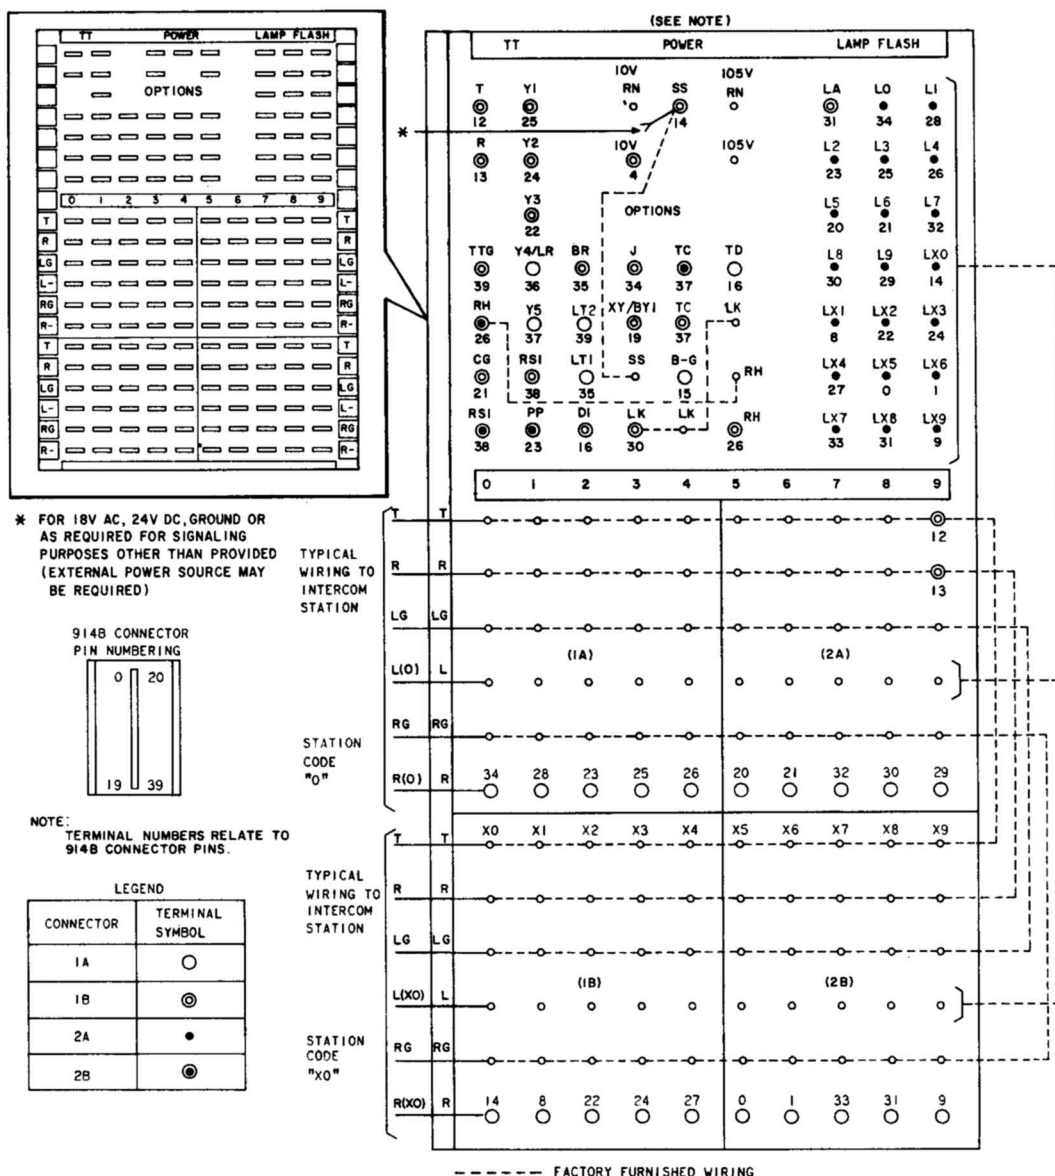 (SEE NOTE)
TT POWER LAMP FLASH
OPTIONS
0 1 2 3 4 5 6 7 8 9
T T
R R
LG LG
L- L-
RG RG
R- R-
T T
R R
LG LG
L- L-
RG RG
R- R-
TT POWER LAMP FLASH
10V 105V
T Y1 RN SS RN LA L0 L1
12 25 14 31 34 28
*
R Y2 10V 105V L2 L3 L4
13 24 4 23 25 26
Y3 OPTIONS L5 L6 L7
22 20 21 32
TTG Y4/LR BR J TC TD L8 L9 LX0
39 36 35 34 37 16 30 29 14
RH Y5 LT2 XY/BY1 TC LK LX1 LX2 LX3
26 37 39 19 37 8 22 24
CG RS1 LT1 SS B-G RH LX4 LX5 LX6
21 38 35 15 27 0 1
RS1 PP D1 LK LK RH LX7 LX8 LX9
38 23 16 30 26 33 31 9
0 1 2 3 4 5 6 7 8 9
* FOR 18V AC, 24V DC, GROUND OR
AS REQUIRED FOR SIGNALING
PURPOSES OTHER THAN PROVIDED
(EXTERNAL POWER SOURCE MAY
BE REQUIRED)
TYPICAL
WIRING TO
INTERCOM
STATION
T T
12
R R
13
LG LG
(1A) (2A)
L(0) L
RG RG
STATION
CODE
"0"
R(0) R 34 28 23 25 26 20 21 32 30 29
914B CONNECTOR
PIN NUMBERING
0 20
19 39
NOTE:
TERMINAL NUMBERS RELATE TO
914B CONNECTOR PINS.
X0 X1 X2 X3 X4 X5 X6 X7 X8 X9
T T
TYPICAL
WIRING TO
INTERCOM
STATION
R R
LG LG
(1B) (2B)
L(X0) L
RG RG
STATION
CODE
"X0"
R(X0) R 14 8 22 24 27 0 1 33 31 9
LEGEND
CONNECTOR TERMINAL SYMBOL
1A
1B
2A
2B
------ FACTORY FURNISHED WIRING